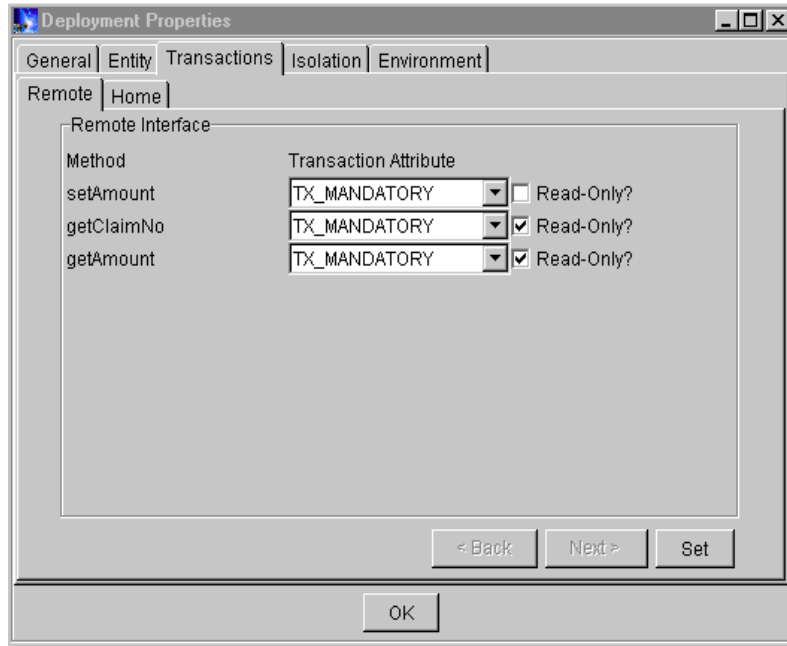 Deployment Properties
General Entity Transactions Isolation Environment
Remote Home
Remote Interface
Method Transaction Attribute
setAmount TX_MANDATORY Read-Only?
getClaimNo TX_MANDATORY Read-Only?
getAmount TX_MANDATORY Read-Only?
< Back Next > Set
OK